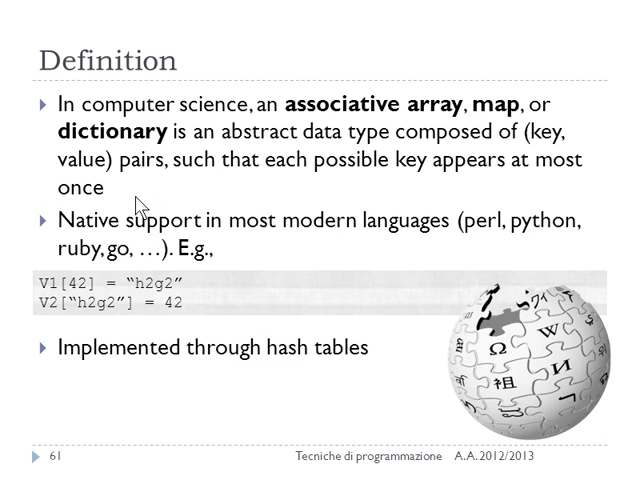 Definition
In computer science, an associative array, map, or
dictionary is an abstract data type composed of (key,
value) pairs, such that each possible key appears at most
once
Native support in most modern languages (perl, python,
ruby, go, …). E.g.,
V1[42] = “h2g2”
V2[“h2g2”] = 42
Implemented through hash tables
Ω
W
И
祖
61
Tecniche di programmazione A.A. 2012/2013